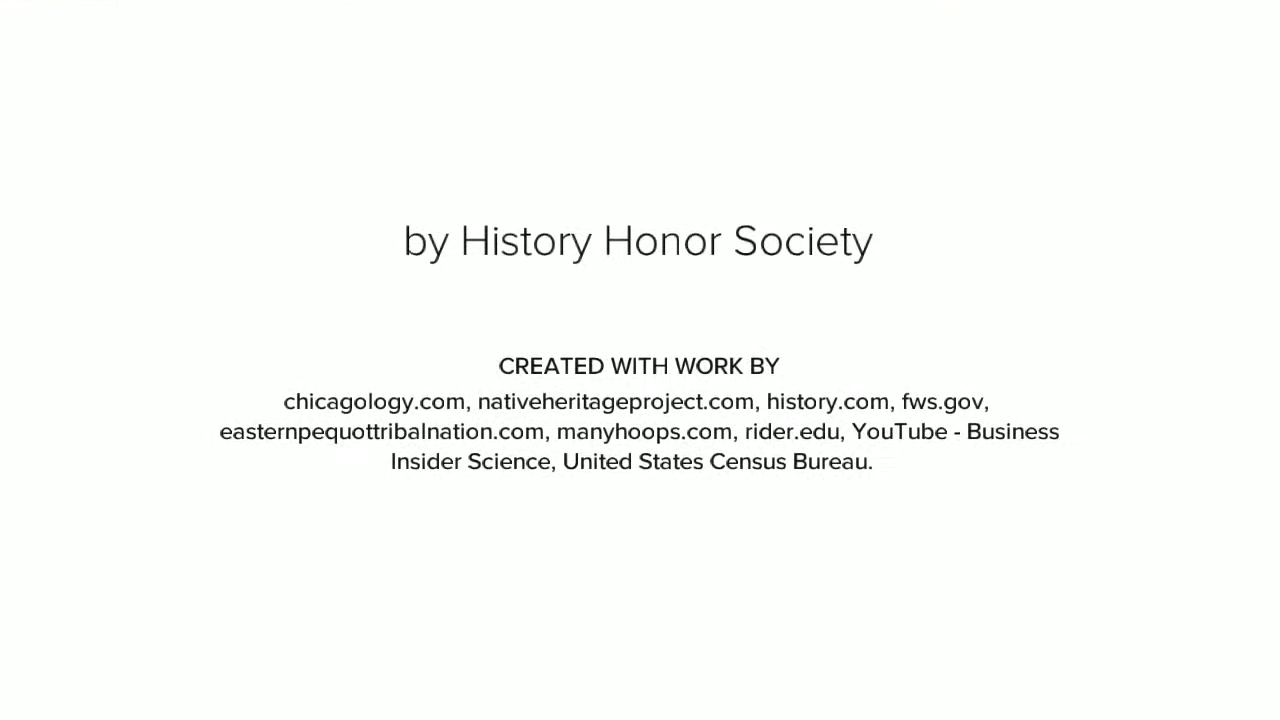 by History Honor Society
CREATED WITH WORK BY
chicagology.com, nativeheritageproject.com, history.com, fws.gov,
easternpequottribalnation.com, manyhoops.com, rider.edu, YouTube - Business
Insider Science, United States Census Bureau.